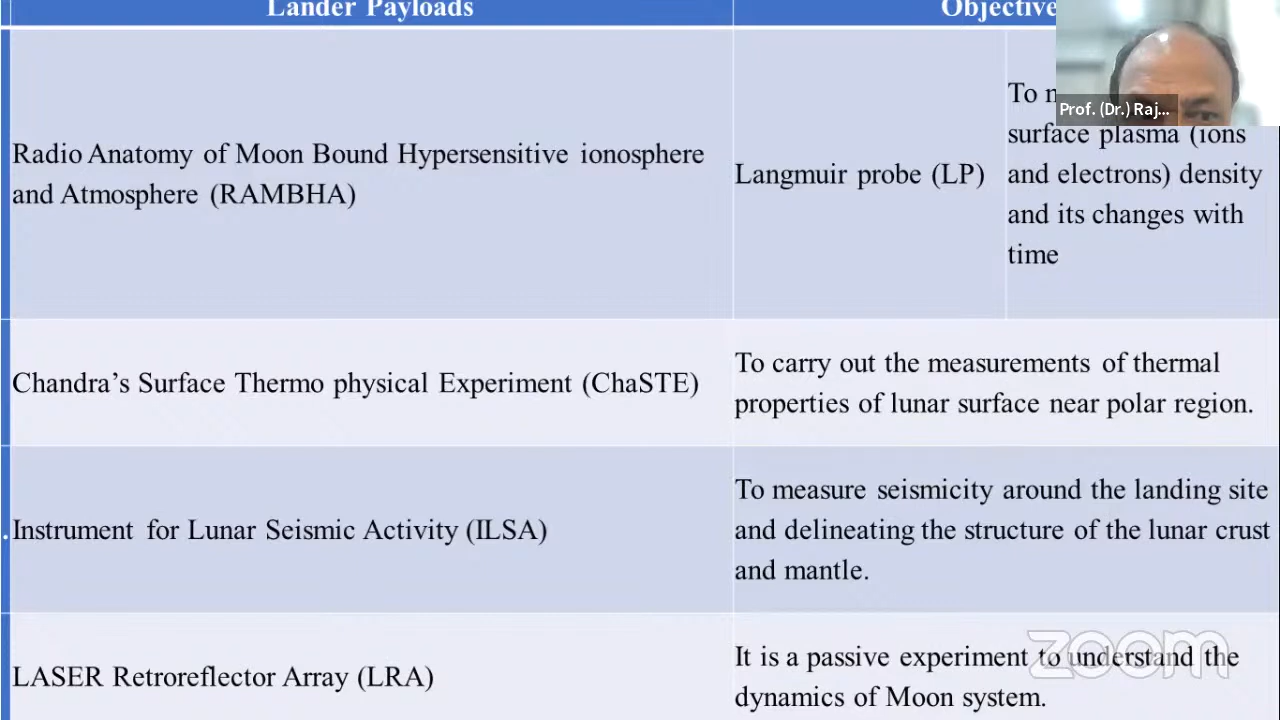 Lander Payloads
Objective
Radio Anatomy of Moon Bound Hypersensitive ionosphere
and Atmosphere (RAMBHA)
Langmuir probe (LP)
To
surface plasma (ions
and electrons) density
and its changes with
time
Prof. (Dr.) Raj...
Chandra’s Surface Thermo physical Experiment (ChaSTE)
To carry out the measurements of thermal
properties of lunar surface near polar region.
Instrument for Lunar Seismic Activity (ILSA)
To measure seismicity around the landing site
and delineating the structure of the lunar crust
and mantle.
LASER Retroreflector Array (LRA)
It is a passive experiment to understand the
dynamics of Moon system.
zoom